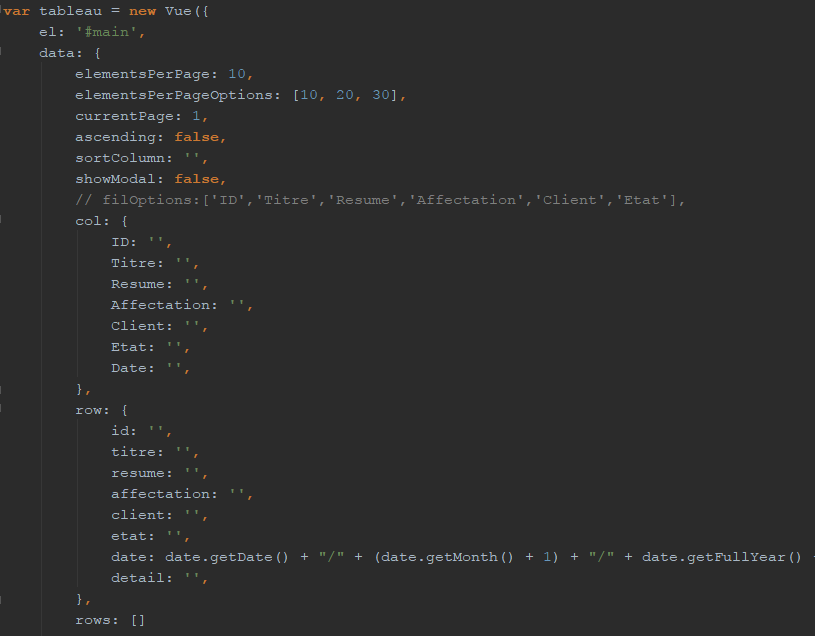 var tableau = new Vue({
    el: '#main',
    data: {
        elementsPerPage: 10,
        elementsPerPageOptions: [10, 20, 30],
        currentPage: 1,
        ascending: false,
        sortColumn: '',
        showModal: false,
        // filOptions:['ID','Titre','Resume','Affectation','Client','Etat'],
        col: {
            ID: '',
            Titre: '',
            Resume: '',
            Affectation: '',
            Client: '',
            Etat: '',
            Date: '',
        },
        row: {
            id: '',
            titre: '',
            resume: '',
            affectation: '',
            client: '',
            etat: '',
            date: date.getDate() + "/" + (date.getMonth() + 1) + "/" + date.getFullYear()
            detail: '',
        },
        rows: []